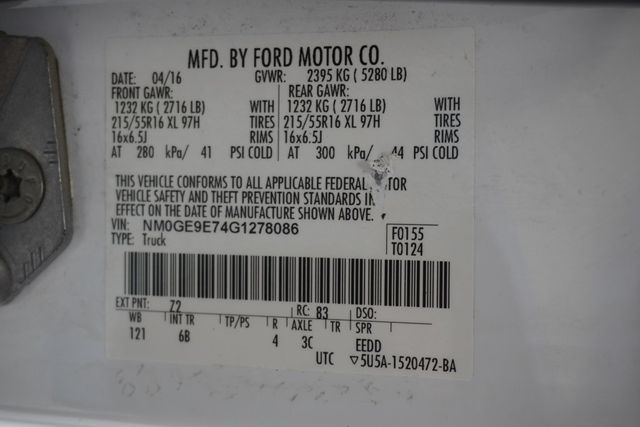 MFD. BY FORD MOTOR CO.
DATE: 04/16 GVWR: 2395 KG ( 5280 LB)
FRONT GAWR: REAR GAWR:
1232 KG ( 2716 LB) WITH 1232 KG ( 2716 LB) WITH
215/55R16 XL 97H TIRES 215/55R16 XL 97H TIRES
16x6.5J RIMS 16x6.5J RIMS
AT 280 kPa/ 41 PSI COLD AT 300 kPa/ 44 PSI COLD
THIS VEHICLE CONFORMS TO ALL APPLICABLE FEDERAL MOTOR
VEHICLE SAFETY AND THEFT PREVENTION STANDARDS IN
EFFECT ON THE DATE OF MANUFACTURE SHOWN ABOVE.
VIN: NM0GE9E74G1278086 F0155
TYPE: Truck T0124
EXT PNT: 72 RC: 83 DSO:
WB INT TR TP/PS R AXLE TR SPR
121 6B 4 3C EEDD
UTC ▽5U5A-1520472-BA